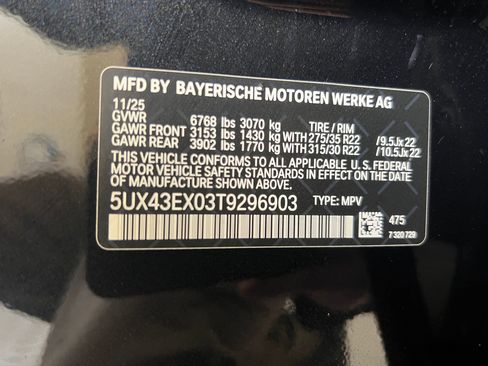 MFD BY BAYERISCHE MOTOREN WERKE AG
11/25
GVWR 6768 lbs 3070 kg TIRE / RIM
GAWR FRONT 3153 lbs 1430 kg WITH 275/35 R22 / 9.5Jx22
GAWR REAR 3902 lbs 1770 kg WITH 315/30 R22 / 10.5Jx22
THIS VEHICLE CONFORMS TO ALL APPLICABLE U. S. FEDERAL
MOTOR VEHICLE SAFETY STANDARDS IN EFFECT
ON THE DATE OF MANUFACTURE SHOWN ABOVE.
5UX43EX03T9296903 TYPE: MPV
475
7 320 729